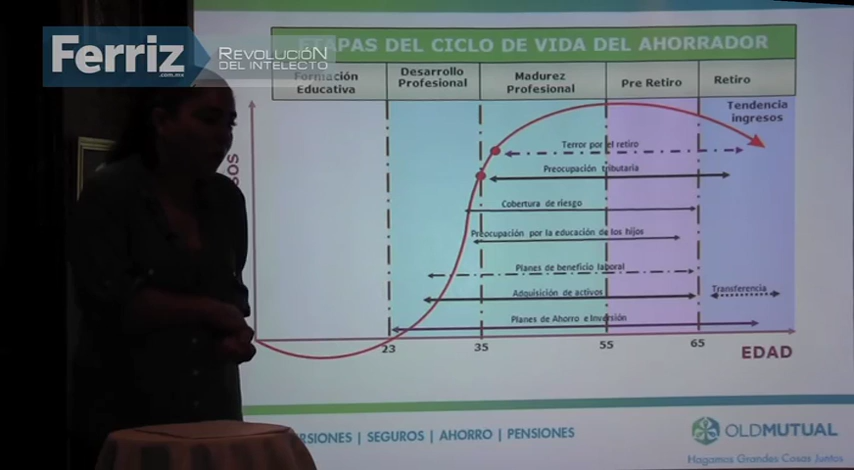 Ferriz
.com.mx
REVOLUCIÓN
DEL INTELECTO
ETAPAS DEL CICLO DE VIDA DEL AHORRADOR
Formación
Educativa
Desarrollo
Profesional
Madurez
Profesional
Pre Retiro
Retiro
Tendencia
ingresos
Terror por el retiro
Preocupación tributaria
Cobertura de riesgo
Preocupación por la educación de los hijos
Planes de beneficio laboral
Transferencia
Adquisición de activos
Planes de Ahorro e Inversión
23
35
55
65
EDAD
| SEGUROS | AHORRO | PENSIONES
OLDMUTUAL
Hagamos Grandes Cosas Juntos